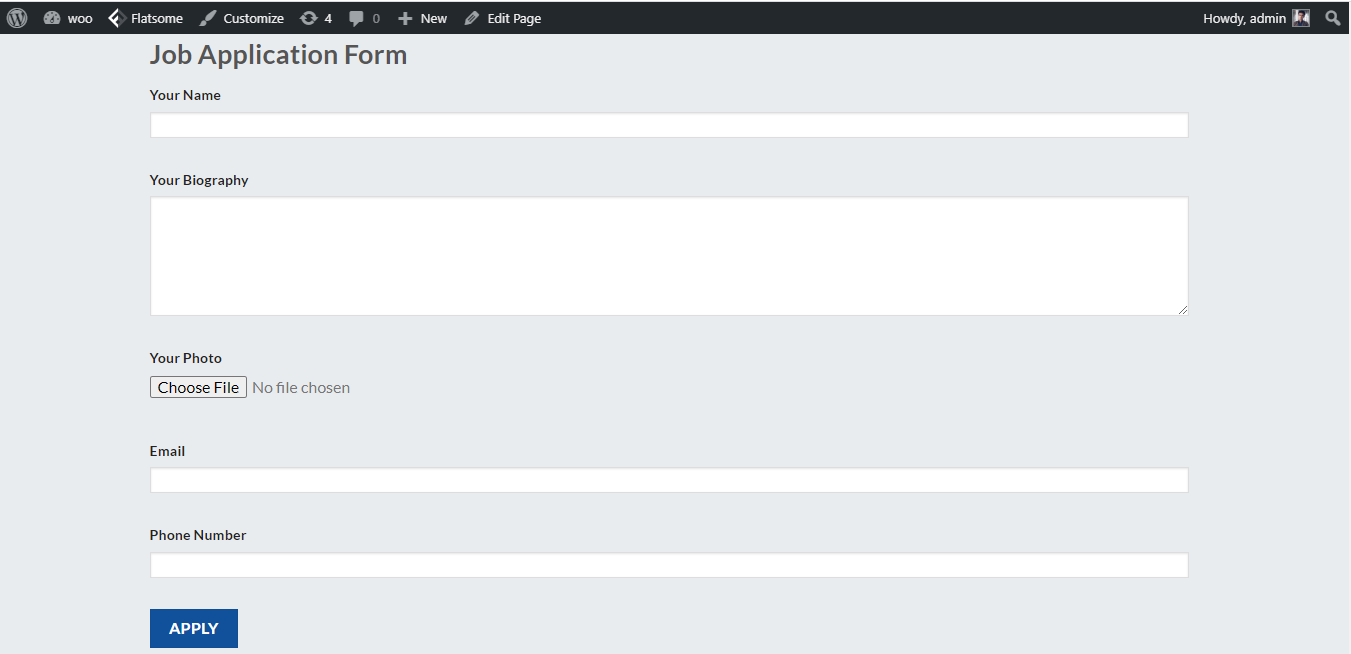 woo Flatsome Customize 4 0 New Edit Page Howdy, admin
Job Application Form
Your Name
Your Biography
Your Photo
Choose File No file chosen
Email
Phone Number
APPLY